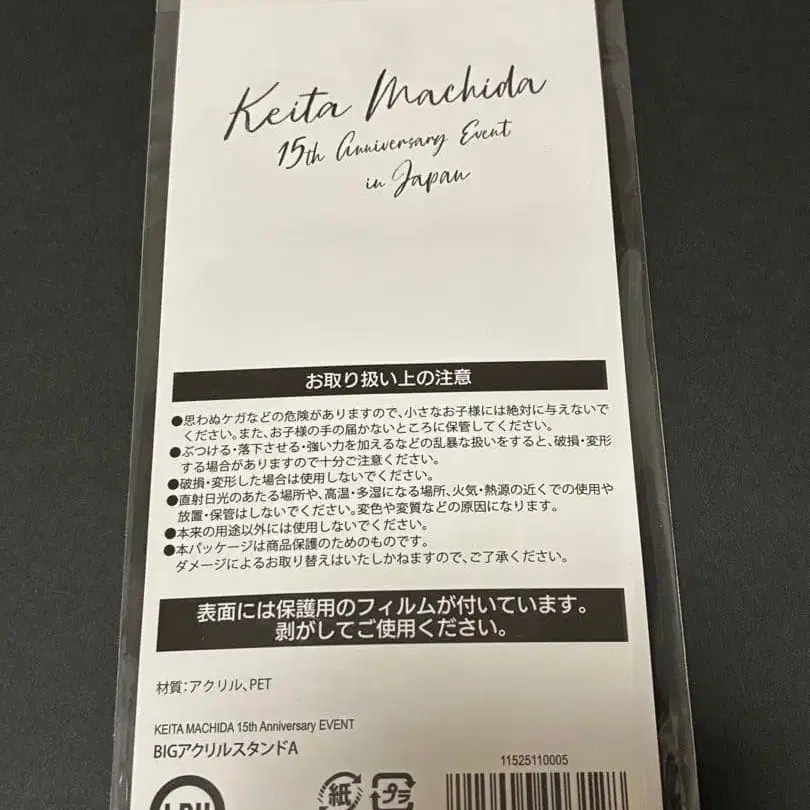 Keita Machida
15th Anniversary Event
in Japan
お取り扱い上の注意
●思わぬケガなどの危険がありますので、小さなお子様には絶対に与えないで
ください。また、お子様の手の届かないところに保管してください。
●ぶつける・落下させる・強い力を加えるなどの乱暴な扱いをすると、破損・変形
する場合がありますので十分ご注意ください。
●破損・変形した場合は使用しないでください。
●直射日光のあたる場所や、高温・多湿になる場所、火気・熱源の近くでの使用や
放置・保管はしないでください。変色や変質などの原因になります。
●本来の用途以外には使用しないでください。
●本パッケージは商品保護のためのものです。
ダメージによるお取り替えはいたしかねますので、ご了承ください。
表面には保護用のフィルムが付いています。
剥がしてご使用ください。
材質：アクリル、PET
KEITA MACHIDA 15th Anniversary EVENT
BIGアクリルスタンドA
11525110005
LDH
紙
プラ